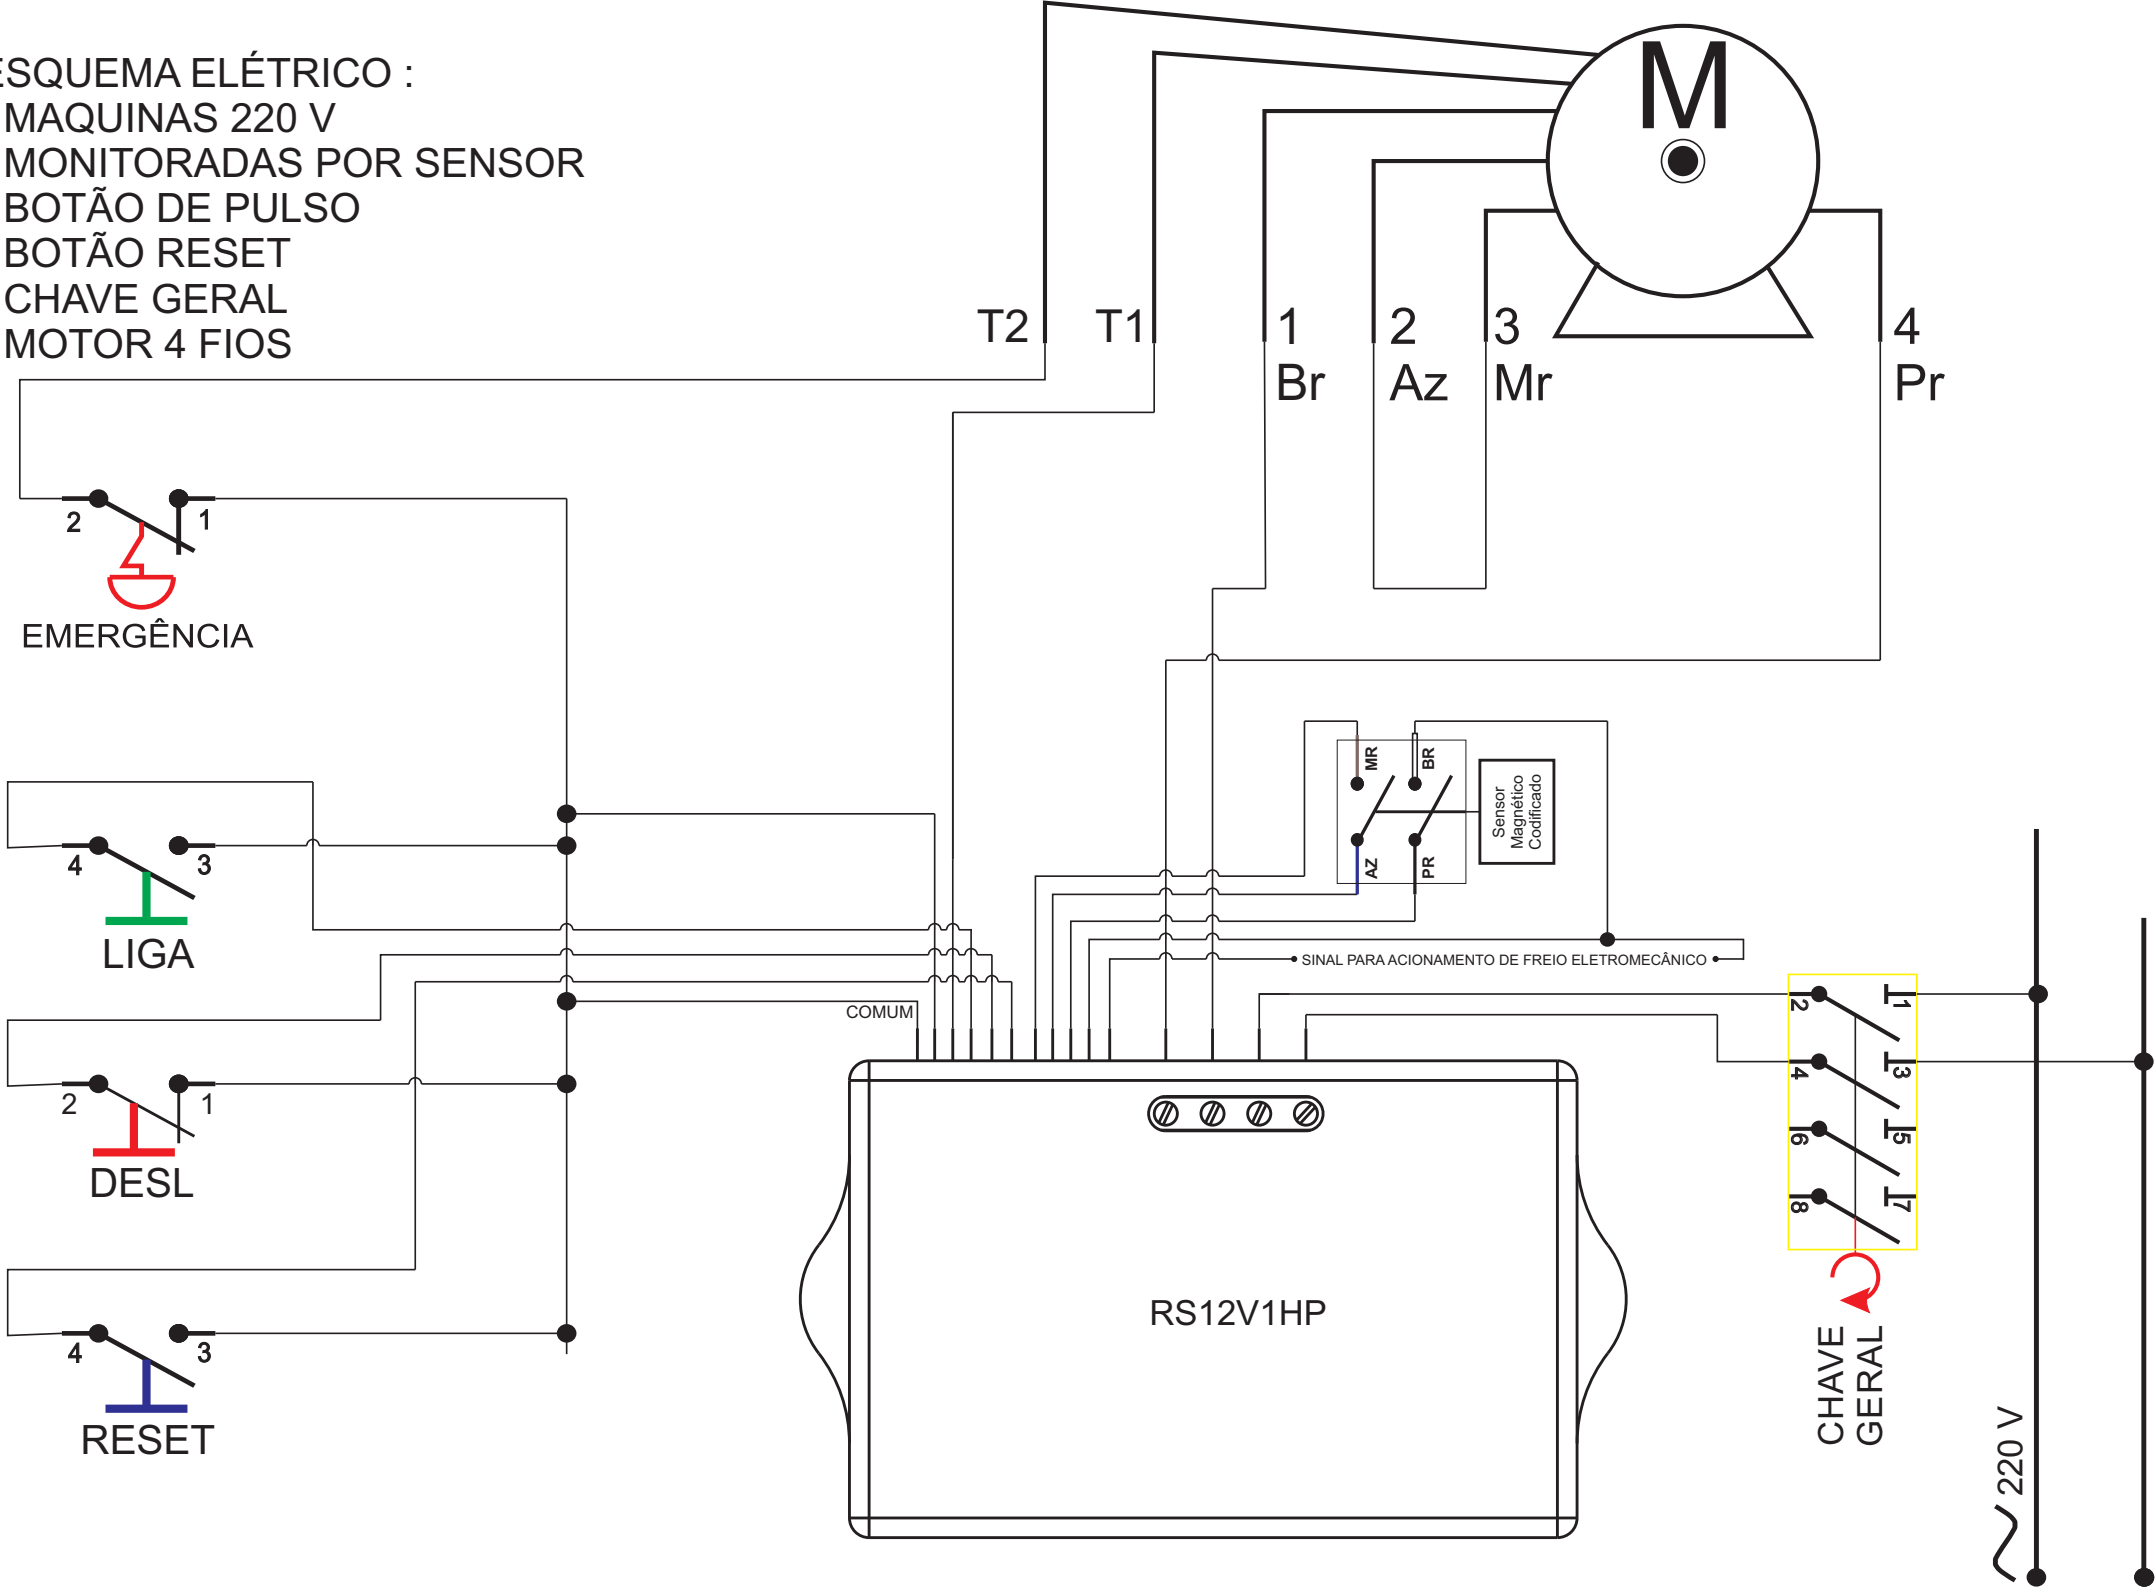 ESQUEMA ELÉTRICO :
MAQUINAS 220 V
MONITORADAS POR SENSOR
BOTÃO DE PULSO
BOTÃO RESET
CHAVE GERAL
MOTOR 4 FIOS
M
T2
T1
1
Br
2
Az
3
Mr
4
Pr
2
1
EMERGÊNCIA
4
3
LIGA
2
1
DESL
4
3
RESET
COMUM
MR
BR
AZ
PR
Sensor
Magnético
Codificado
SINAL PARA ACIONAMENTO DE FREIO ELETROMECÂNICO
2
1
4
3
6
5
8
7
CHAVE
GERAL
220 V
RS12V1HP